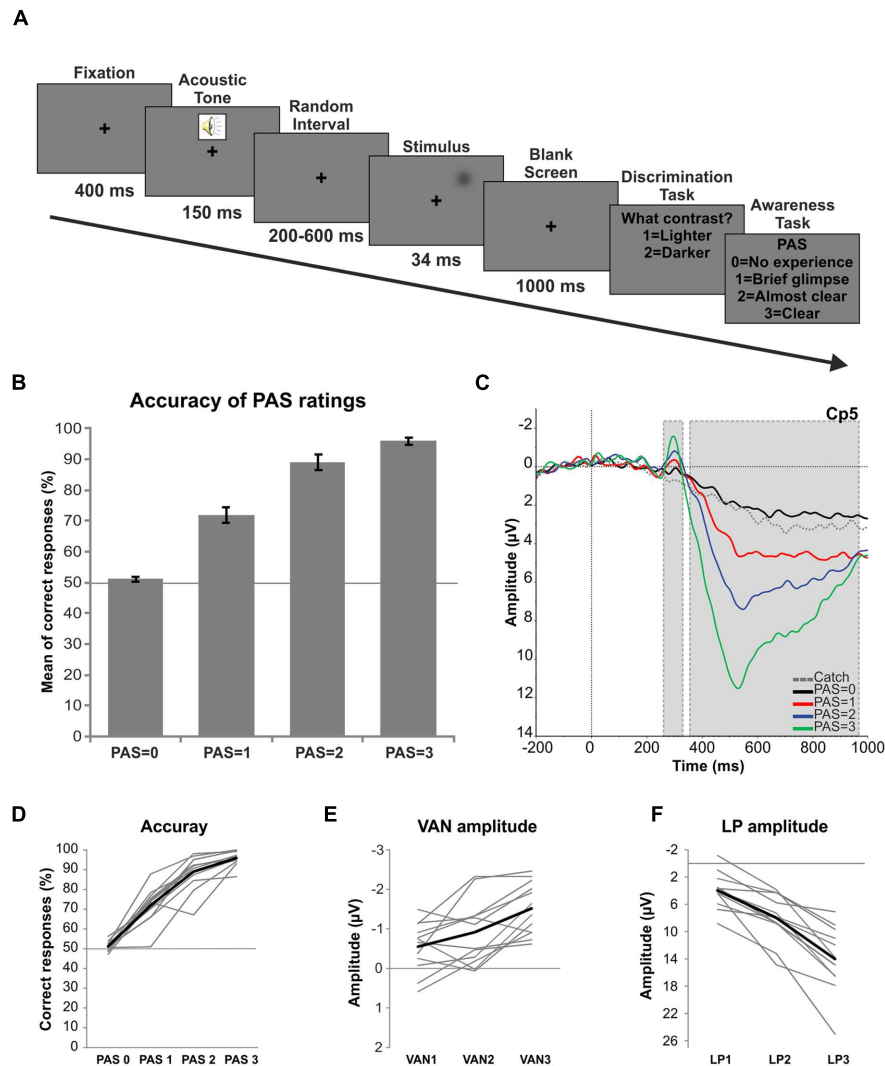 A
Fixation
Acoustic
Tone
Random
Interval
Stimulus
Blank
Screen
Discrimination
Task
Awareness
Task
What contrast?
1=Lighter
2=Darker
PAS
0=No experience
1=Brief glimpse
2=Almost clear
3=Clear
400 ms
150 ms
200-600 ms
34 ms
1000 ms
B
Accuracy of PAS ratings
Mean of correct responses (%)
100
90
80
70
60
50
40
30
20
10
0
PAS=0 PAS=1 PAS=2 PAS=3
C
Cp5
Amplitude (µV)
-2
0
2
4
6
8
10
12
14
Catch
PAS=0
PAS=1
PAS=2
PAS=3
-200 0 200 400 600 800 1000
Time (ms)
D
Accuray
Correct responses (%)
100
90
80
70
60
50
40
30
20
10
0
PAS 0 PAS 1 PAS 2 PAS 3
E
VAN amplitude
Amplitude (µV)
-3
-2
-1
0
1
2
VAN1 VAN2 VAN3
F
LP amplitude
Amplitude (µV)
-2
2
6
10
14
18
22
26
LP1 LP2 LP3